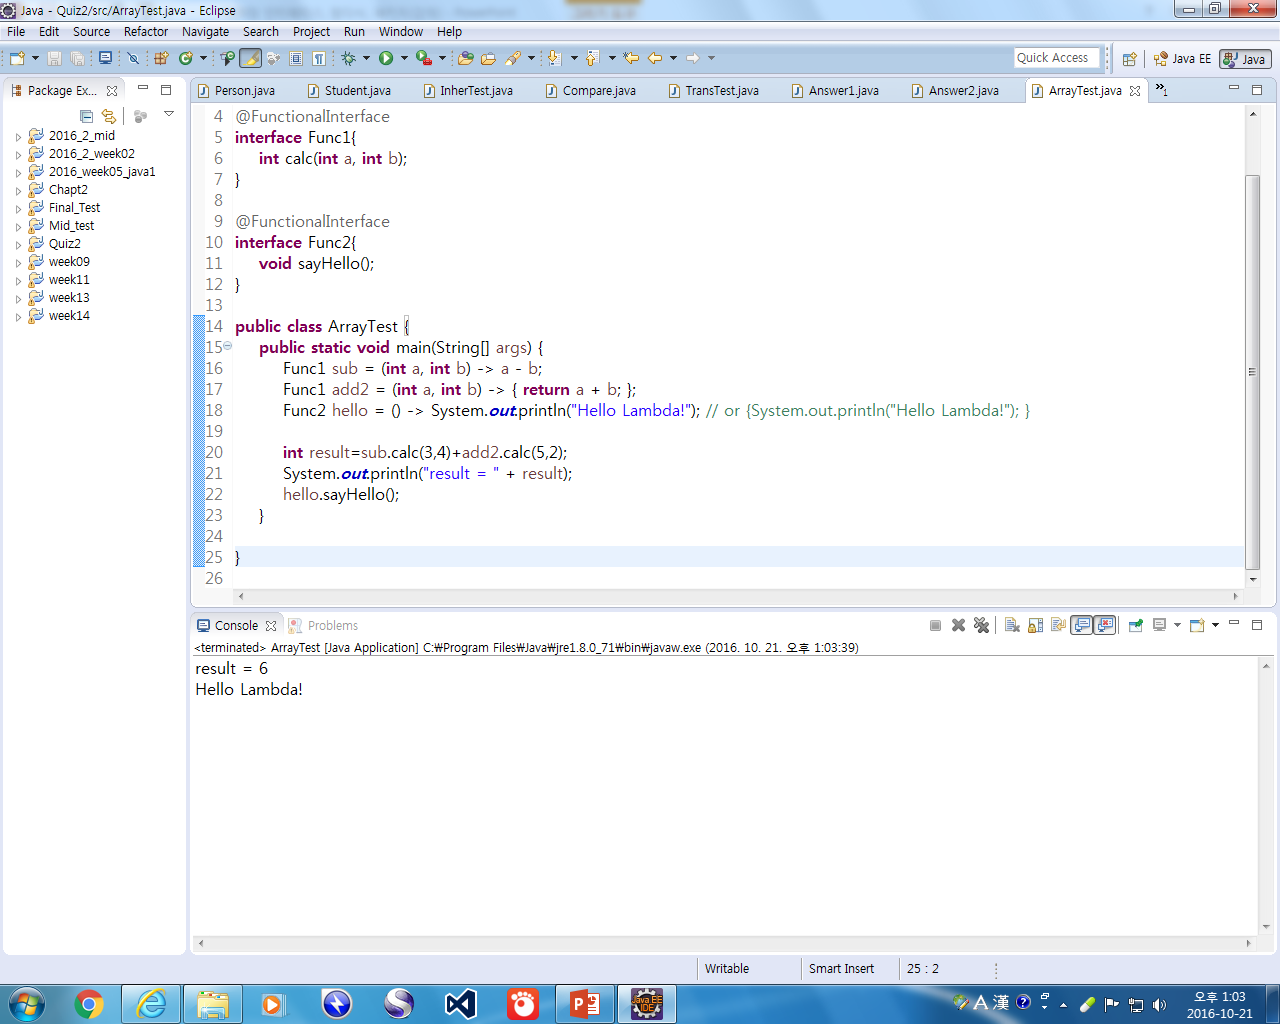 Java - Quiz2/src/ArrayTest.java - Eclipse
File Edit Source Refactor Navigate Search Project Run Window Help
Quick Access
Java EE
Java
Package Ex...
2016_2_mid
2016_2_week02
2016_week05_java1
Chapt2
Final_Test
Mid_test
Quiz2
week09
week11
week13
week14
Person.java Student.java InherTest.java Compare.java TransTest.java Answer1.java Answer2.java ArrayTest.java »1
4 @FunctionalInterface
5 interface Func1{
6 int calc(int a, int b);
7 }
8
9 @FunctionalInterface
10 interface Func2{
11 void sayHello();
12 }
13
14 public class ArrayTest {
15 public static void main(String[] args) {
16 Func1 sub = (int a, int b) -> a - b;
17 Func1 add2 = (int a, int b) -> { return a + b; };
18 Func2 hello = () -> System.out.println("Hello Lambda!"); // or {System.out.println("Hello Lambda!"); }
19
20 int result=sub.calc(3,4)+add2.calc(5,2);
21 System.out.println("result = " + result);
22 hello.sayHello();
23 }
24
25 }
26
Console Problems
<terminated> ArrayTest [Java Application] C:₩Program Files₩Java₩jre1.8.0_71₩bin₩javaw.exe (2016. 10. 21. 오후 1:03:39)
result = 6
Hello Lambda!
Writable Smart Insert 25 : 2
Java EE
IDE
A 漢
오후 1:03
2016-10-21